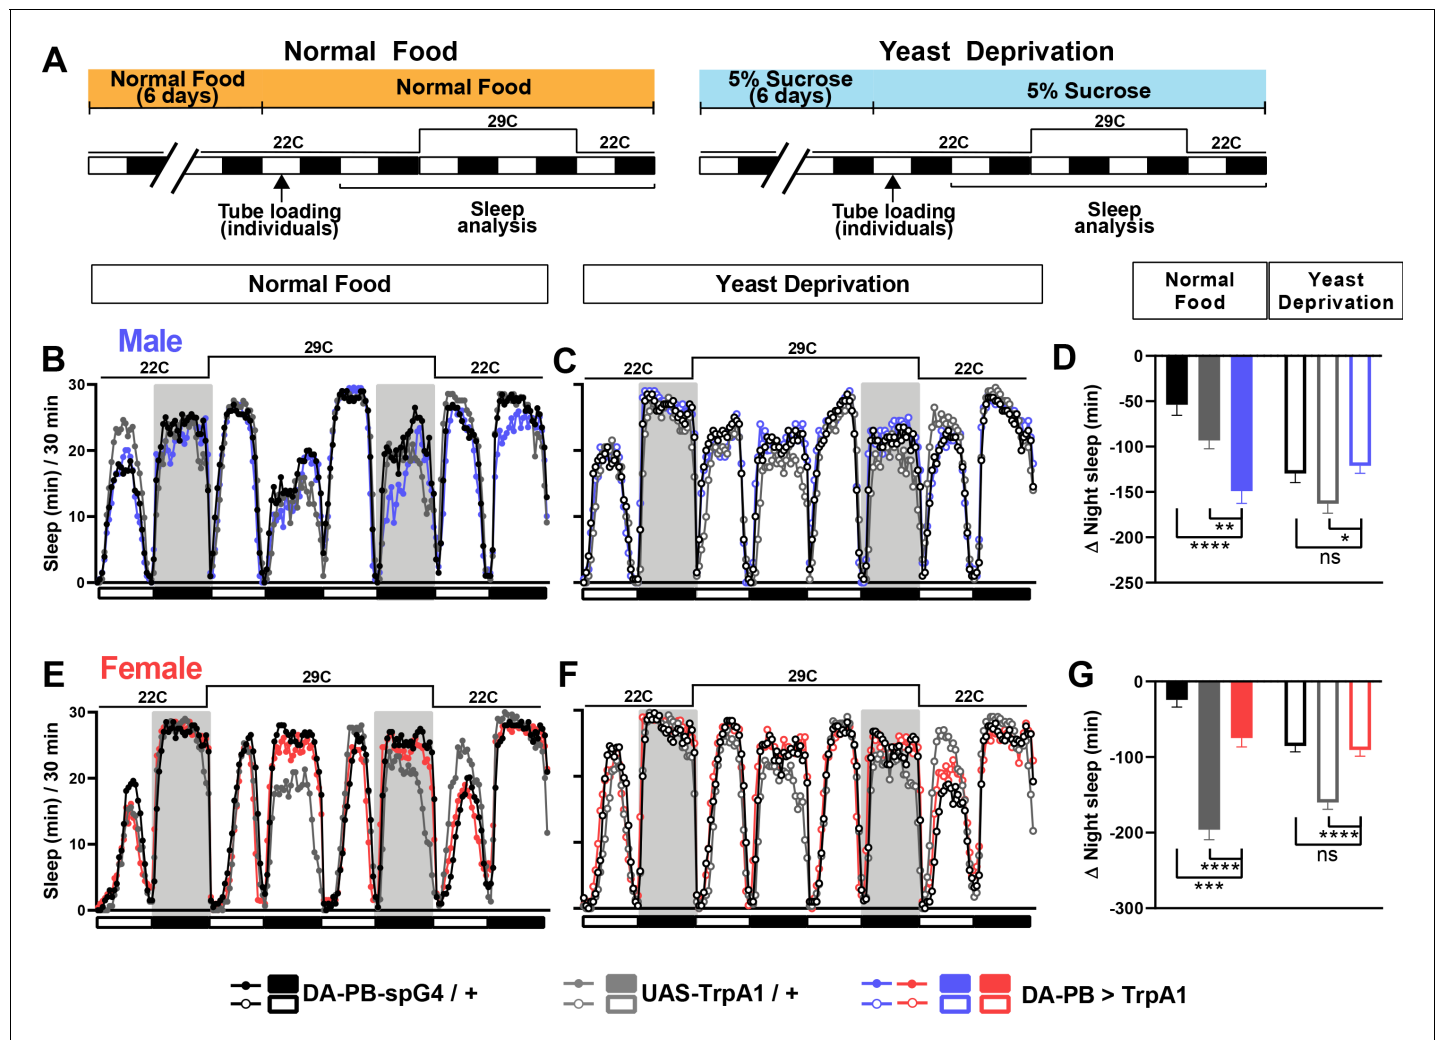 A
Normal Food
Yeast Deprivation
Normal Food
(6 days)
Normal Food
5% Sucrose
(6 days)
5% Sucrose
29C
22C
22C
29C
22C
22C
Tube loading
(individuals)
Sleep
analysis
Tube loading
(individuals)
Sleep
analysis
Normal Food
Yeast Deprivation
Normal
Food
Yeast
Deprivation
B
Male
22C
29C
22C
Sleep (min) / 30 min
30
20
10
0
C
22C
29C
22C
D
Δ Night sleep (min)
0
-50
-100
-150
-200
-250
**
****
*
ns
E
Female
22C
29C
22C
Sleep (min) / 30 min
30
20
10
0
F
22C
29C
22C
G
Δ Night sleep (min)
0
-100
-200
-300
****
***
****
ns
DA-PB-spG4 / +
UAS-TrpA1 / +
DA-PB > TrpA1